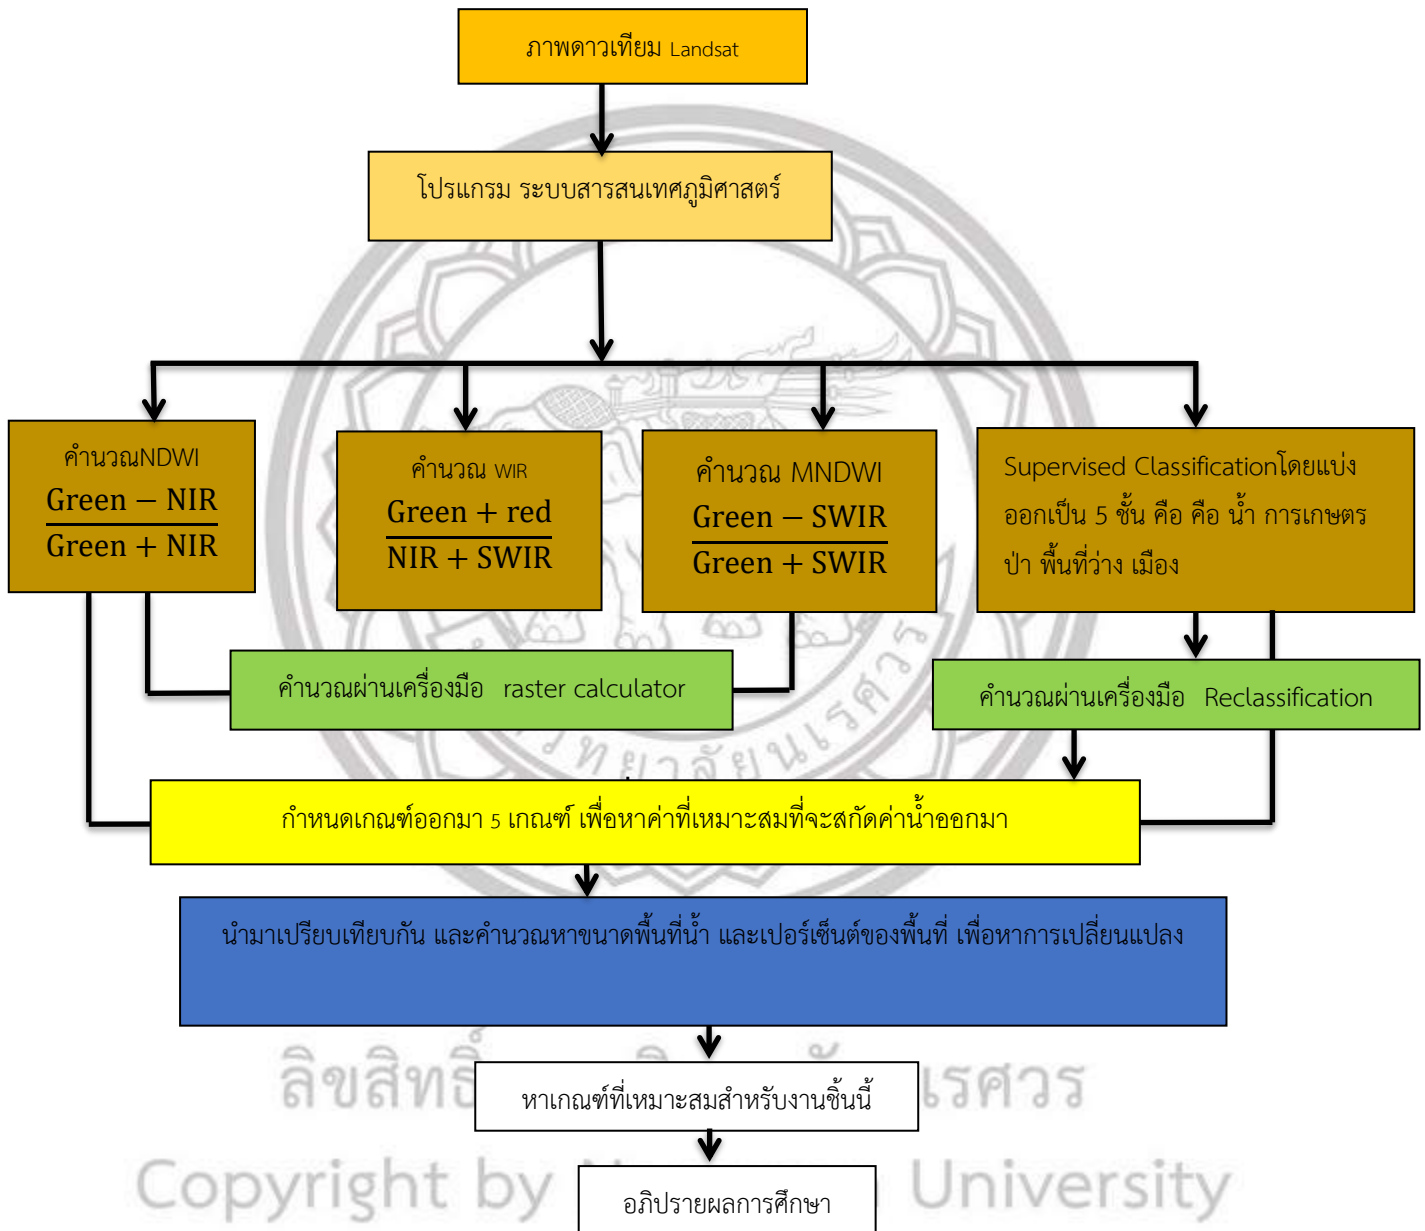 ภาพดาวเทียม Landsat
โปรแกรม ระบบสารสนเทศภูมิศาสตร์
คำนวณNDWI
Green − NIR
Green + NIR
คำนวณ WIR
Green + red
NIR + SWIR
คำนวณ MNDWI
Green − SWIR
Green + SWIR
Supervised Classificationโดยแบ่ง
ออกเป็น 5 ชั้น คือ คือ น้ำ การเกษตร
ป่า พื้นที่ว่าง เมือง
คำนวณผ่านเครื่องมือ raster calculator
คำนวณผ่านเครื่องมือ Reclassification
วิทยาลัยนเรศวร
กำหนดเกณฑ์ออกมา 5 เกณฑ์ เพื่อหาค่าที่เหมาะสมที่จะสกัดค่าน้ำออกมา
นำมาเปรียบเทียบกัน และคำนวณหาขนาดพื้นที่น้ำ และเปอร์เซ็นต์ของพื้นที่ เพื่อหาการเปลี่ยนแปลง
ลิขสิทธิ์ เรศวร
หาเกณฑ์ที่เหมาะสมสำหรับงานชิ้นนี้
Copyright by University
อภิปรายผลการศึกษา